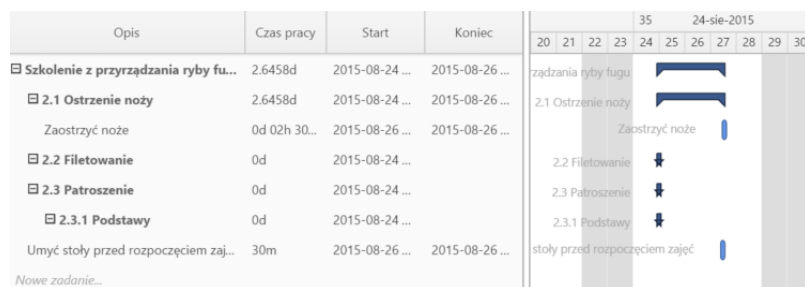 Opis Czas pracy Start Koniec 35 24-sie-2015
20 21 22 23 24 25 26 27 28 29 30
Szkolenie z przyrządzania ryby fu... 2.6458d 2015-08-24 ... 2015-08-26 ... rządzania ryby fugu
2.1 Ostrzenie noży 2.6458d 2015-08-24 ... 2015-08-26 ... 2.1 Ostrzenie noży
Zaostrzyć noże 0d 02h 30... 2015-08-26 ... 2015-08-26 ... Zaostrzyć noże
2.2 Filetowanie 0d 2015-08-24 ... 2.2 Filetowanie
2.3 Patroszenie 0d 2015-08-24 ... 2.3 Patroszenie
2.3.1 Podstawy 0d 2015-08-24 ... 2.3.1 Podstawy
Umyć stoły przed rozpoczęciem zaj... 30m 2015-08-26 ... 2015-08-26 ... stoły przed rozpoczęciem zajęć
Nowe zadanie...